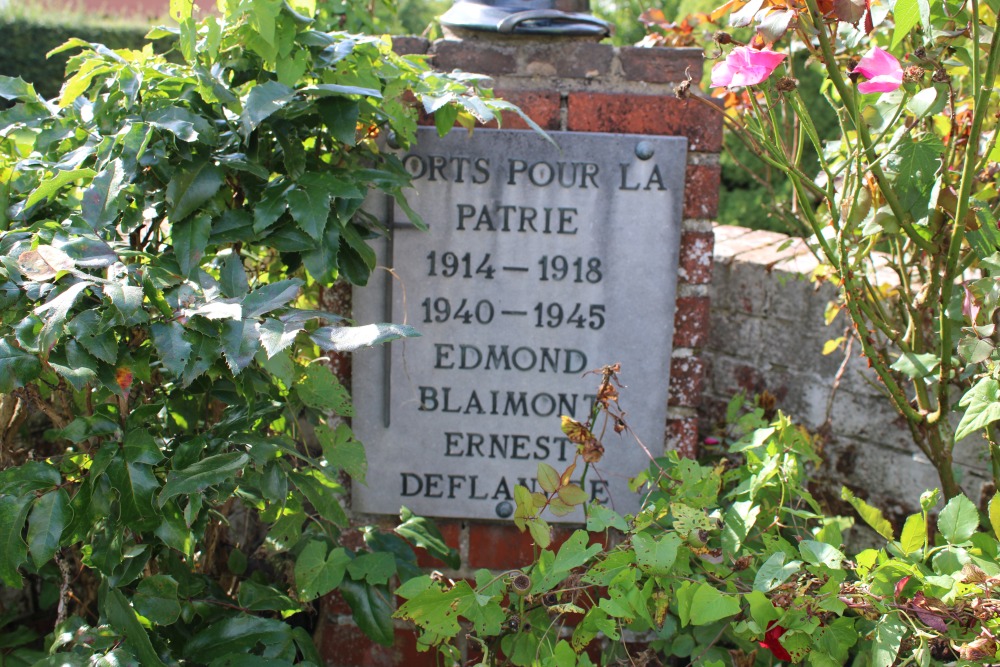 ORTS POUR LA
PATRIE
1914 – 1918
1940 – 1945
EDMOND
BLAIMONT
ERNEST